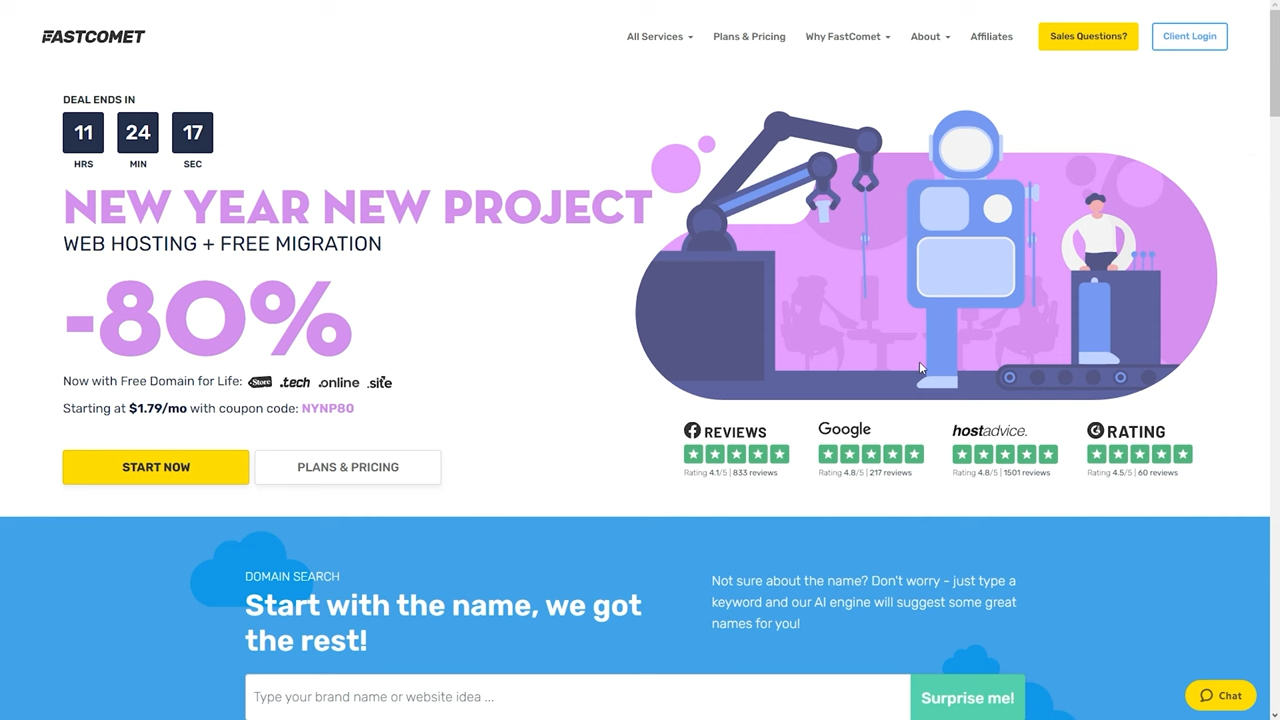 FASTCOMET
All Services
Plans & Pricing
Why FastComet
About
Affiliates
Sales Questions?
Client Login
DEAL ENDS IN
11 24 17
HRS MIN SEC
NEW YEAR NEW PROJECT
WEB HOSTING + FREE MIGRATION
-80%
Now with Free Domain for Life: .Store .tech .online .site
Starting at $1.79/mo with coupon code: NYNP80
START NOW
PLANS & PRICING
REVIEWS
Rating 4.1/5 | 833 reviews
Google
Rating 4.8/5 | 217 reviews
hostadvice.
Rating 4.8/5 | 1501 reviews
G RATING
Rating 4.5/5 | 60 reviews
DOMAIN SEARCH
Start with the name, we got
the rest!
Not sure about the name? Don't worry - just type a
keyword and our AI engine will suggest some great
names for you!
Type your brand name or website idea ...
Surprise me!
Chat